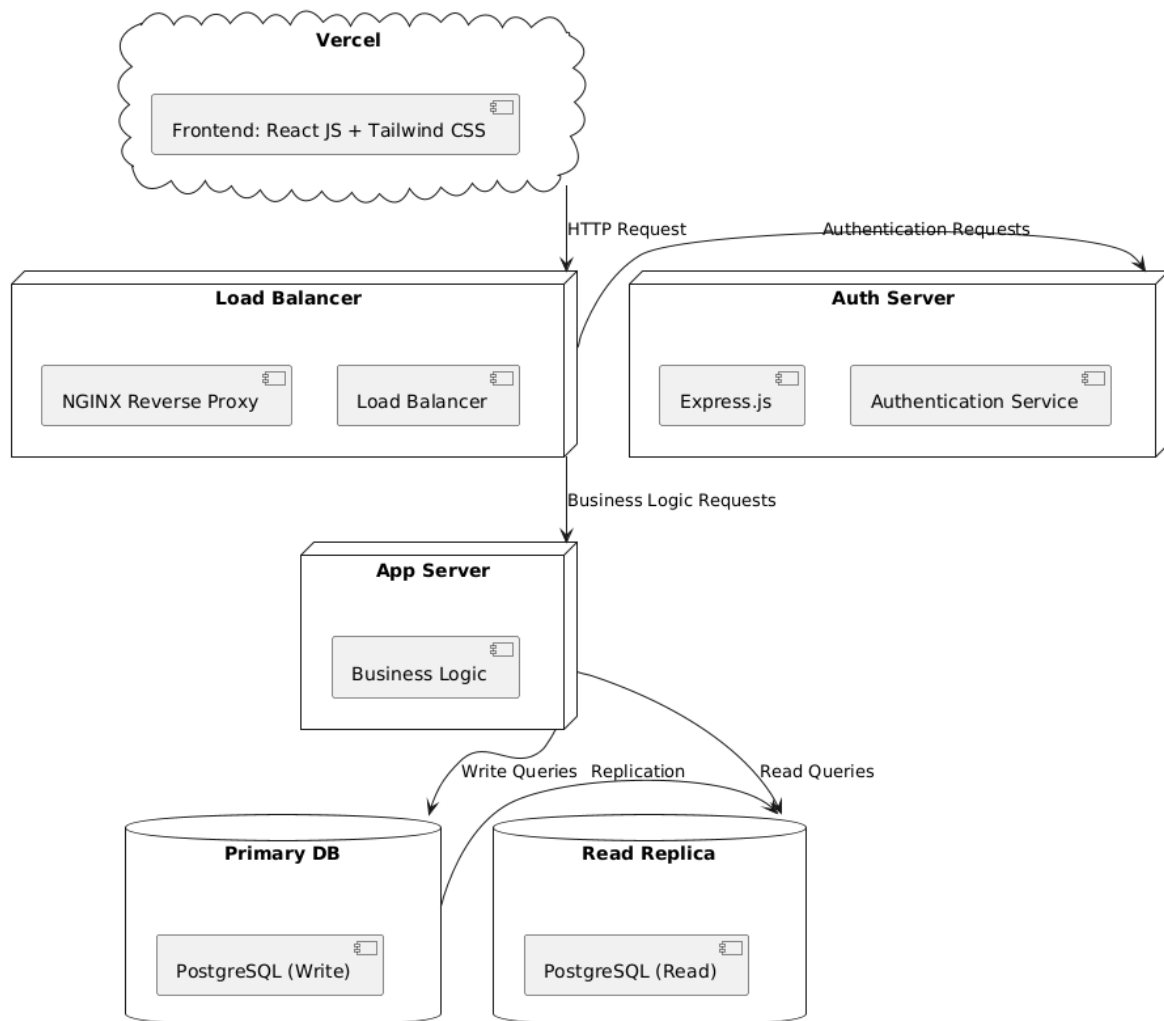 Vercel
Frontend: React JS + Tailwind CSS
HTTP Request
Authentication Requests
Load Balancer
NGINX Reverse Proxy
Load Balancer
Auth Server
Express.js
Authentication Service
Business Logic Requests
App Server
Business Logic
Write Queries
Replication
Read Queries
Primary DB
PostgreSQL (Write)
Read Replica
PostgreSQL (Read)